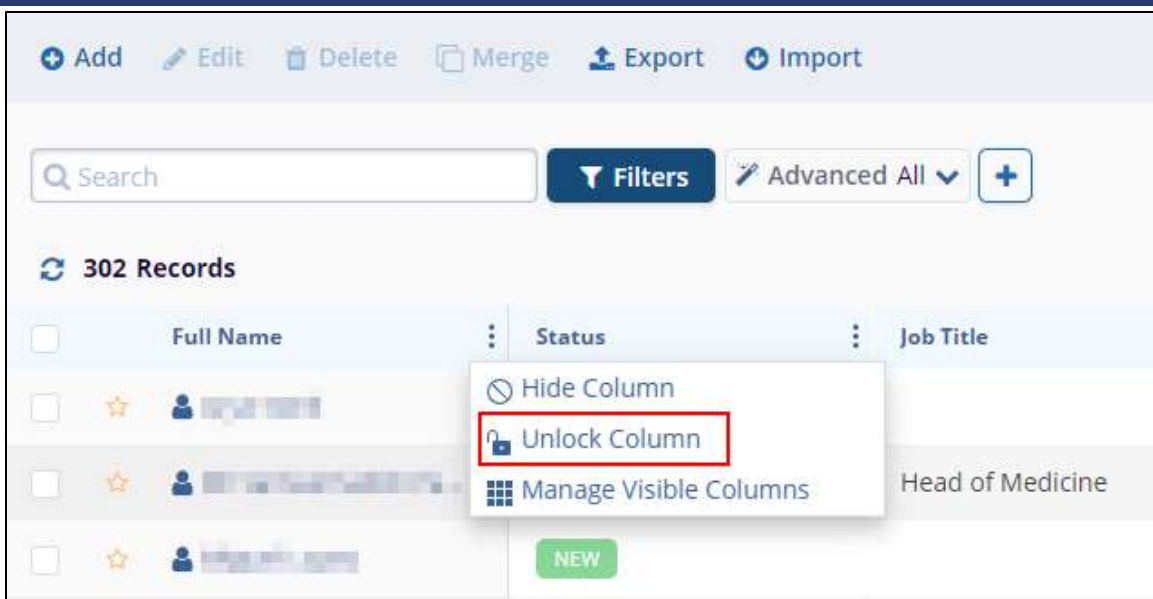 Add Edit Delete Merge Export Import
Search Filters Advanced All
302 Records
Full Name Status Job Title
Hide Column
Unlock Column
Manage Visible Columns
Head of Medicine
NEW